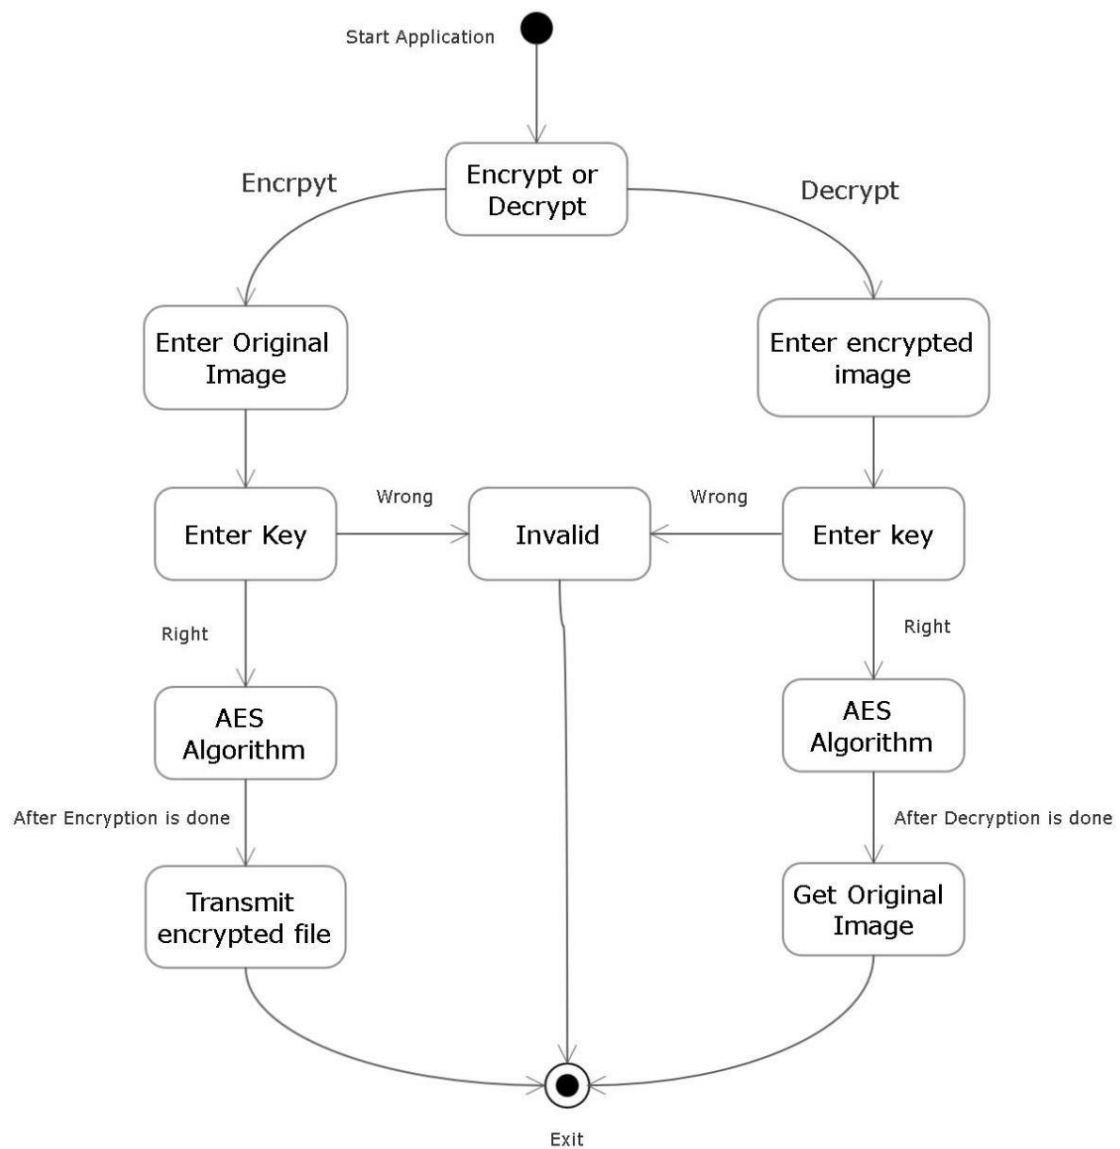 Start Application
Encrypt or
Decrypt
Encrpyt
Decrypt
Enter Original
Image
Enter encrypted
image
Wrong
Wrong
Enter Key
Invalid
Enter key
Right
Right
AES
Algorithm
AES
Algorithm
After Encryption is done
After Decryption is done
Transmit
encrypted file
Get Original
Image
Exit